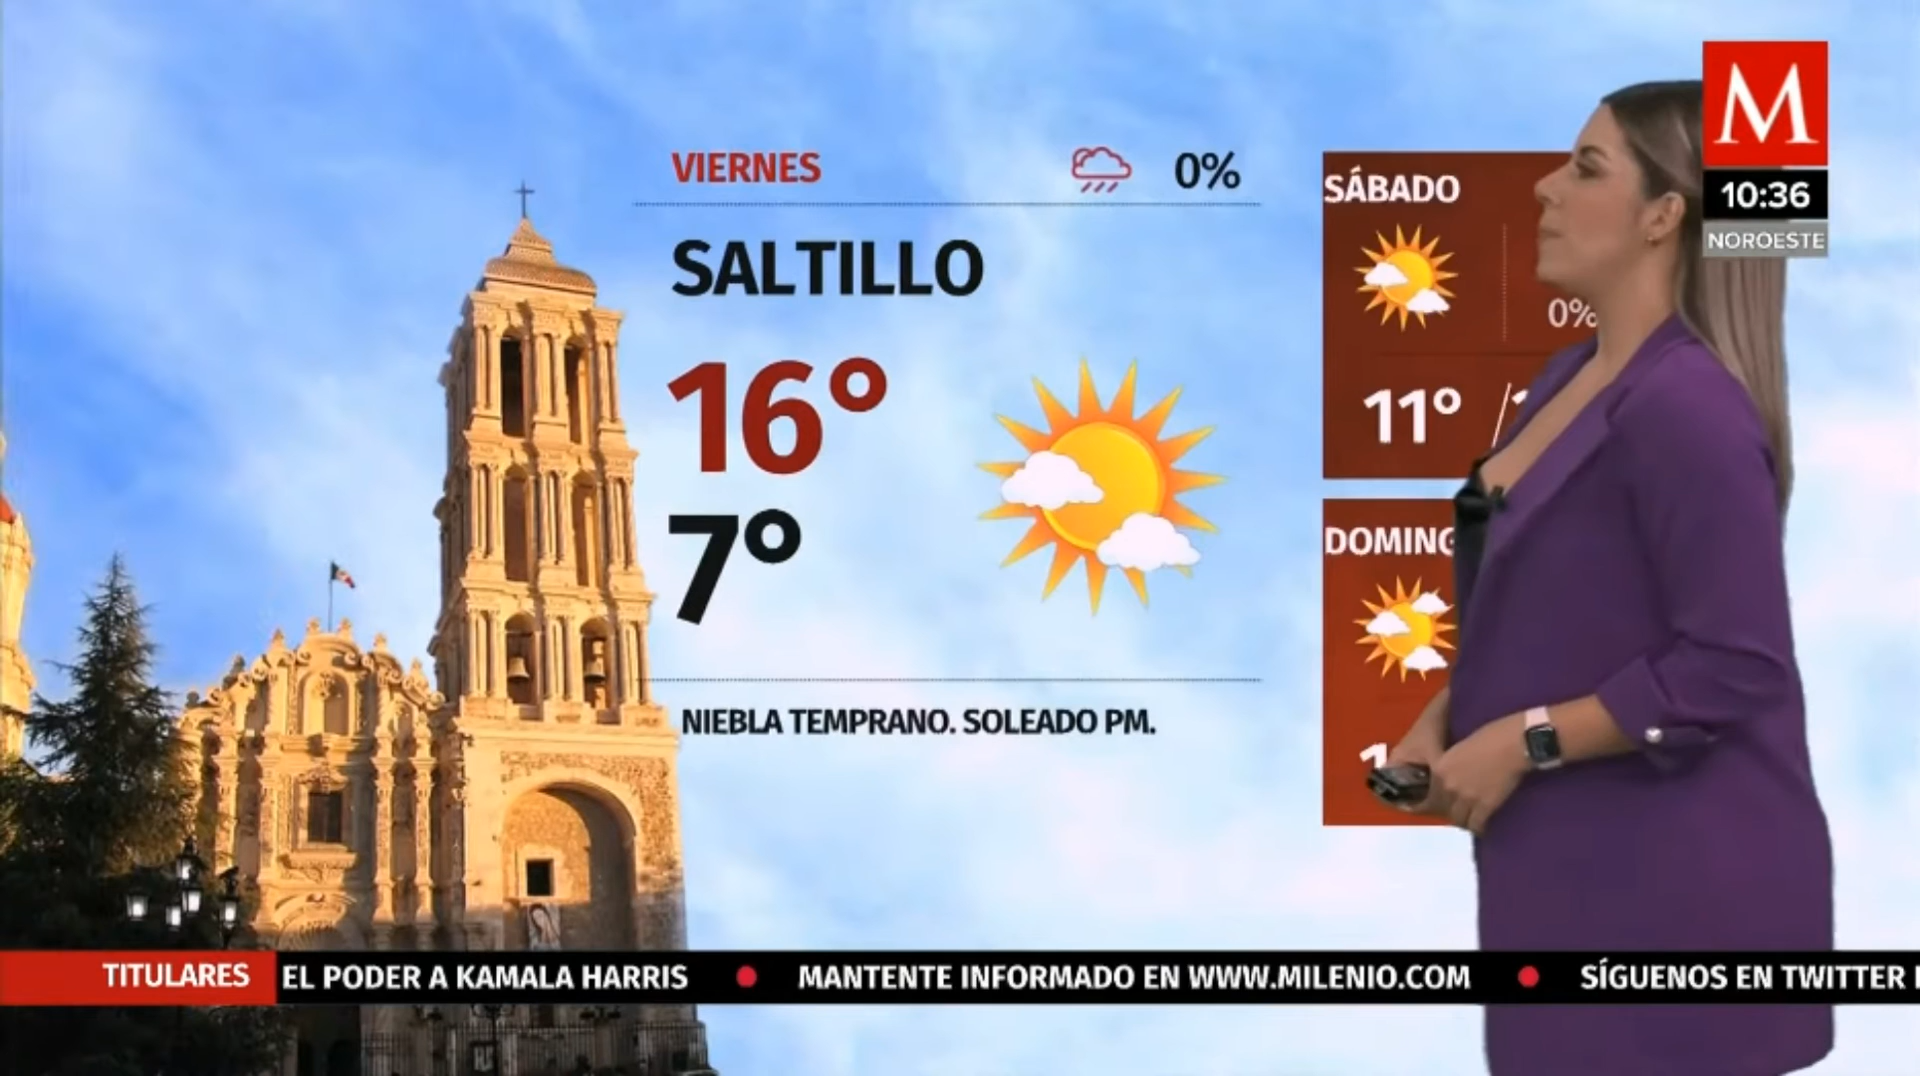 M
10:36
NOROESTE
VIERNES
0%
SALTILLO
16°
7°
NIEBLA TEMPRANO. SOLEADO PM.
SÁBADO
0%
11° /
TITULARES
EL PODER A KAMALA HARRIS • MANTENTE INFORMADO EN WWW.MILENIO.COM • SÍGUENOS EN TWITTER